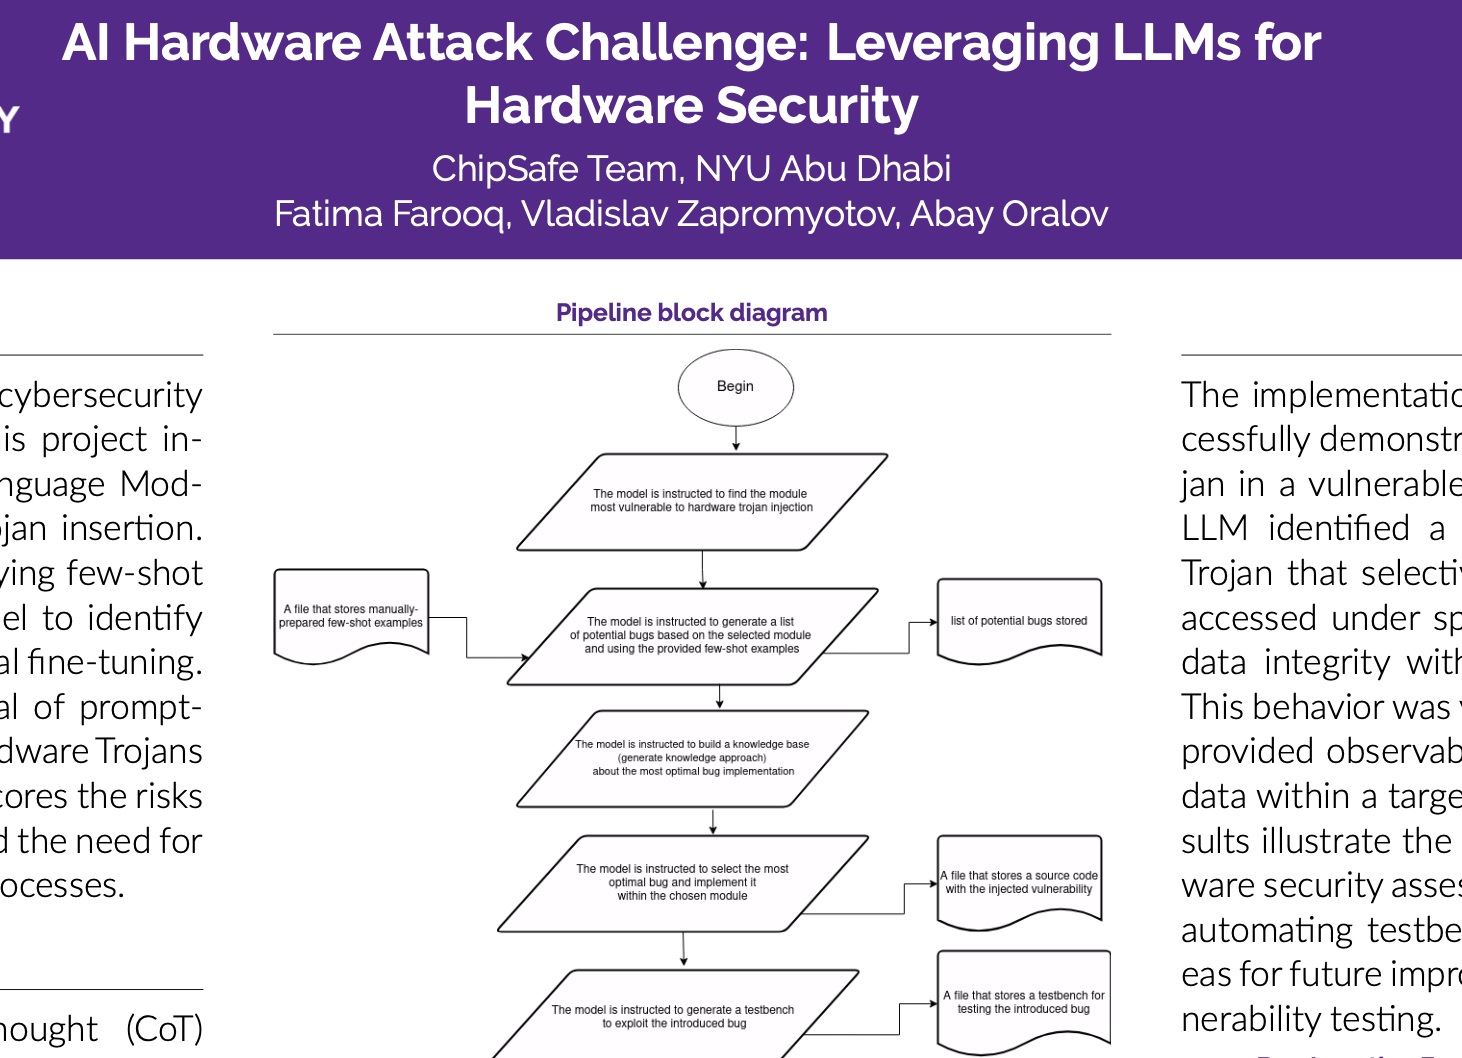 AI Hardware Attack Challenge: Leveraging LLMs for
Hardware Security
Y
ChipSafe Team, NYU Abu Dhabi
Fatima Farooq, Vladislav Zapromyotov, Abay Oralov
cybersecurity
is project in-
nguage Mod-
ojan insertion.
ying few-shot
el to identify
al fine-tuning.
al of prompt-
dware Trojans
cores the risks
d the need for
ocesses.
hought (CoT)
Pipeline block diagram
Begin
The model is instructed to find the module
most vulnerable to hardware trojan injection
A file that stores manually-
prepared few-shot examples
The model is instructed to generate a list
of potential bugs based on the selected module
and using the provided few-shot examples
list of potential bugs stored
The model is instructed to build a knowledge base
(generate knowledge approach)
about the most optimal bug implementation
The model is instructed to select the most
optimal bug and implement it
within the chosen module
A file that stores a source code
with the injected vulnerability
The model is instructed to generate a testbench
to exploit the introduced bug
A file that stores a testbench for
testing the introduced bug
The implementatio
cessfully demonstr
jan in a vulnerable
LLM identified a
Trojan that selectiv
accessed under sp
data integrity with
This behavior was v
provided observab
data within a targe
sults illustrate the
ware security asses
automating testbe
eas for future impro
nerability testing.